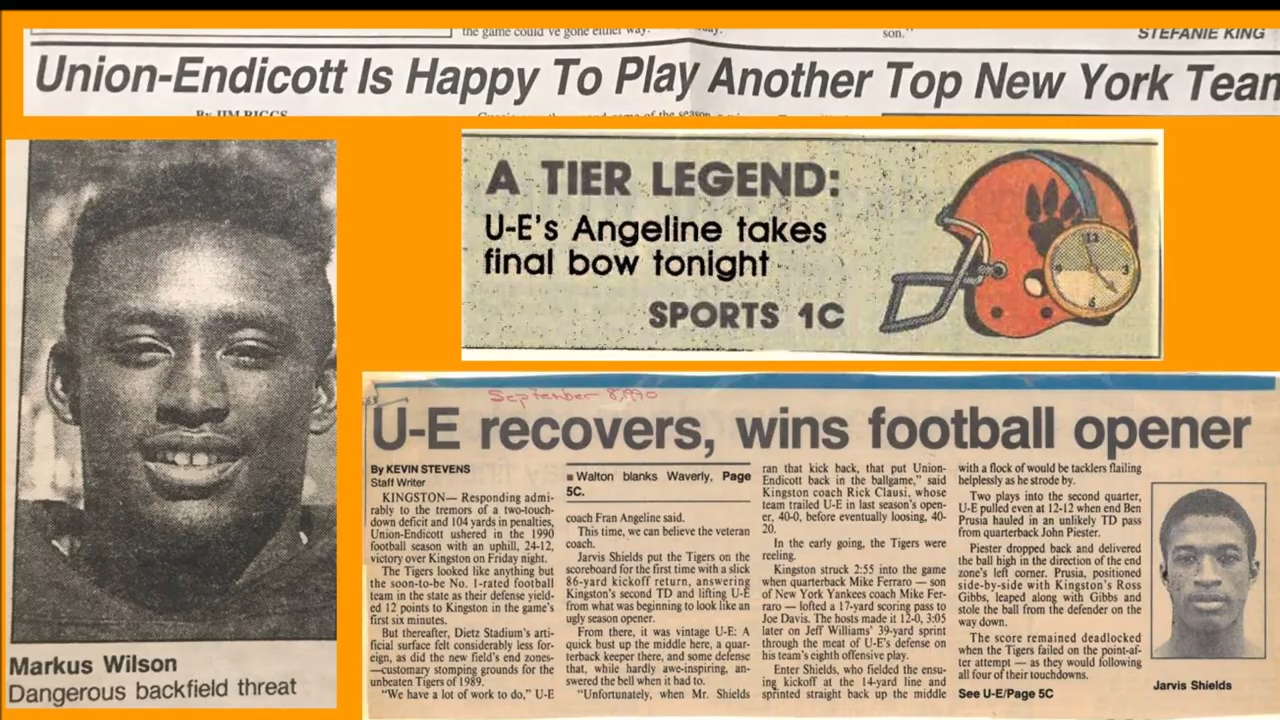 the game could've gone either way.
son."
STEFANIE KING
Union-Endicott Is Happy To Play Another Top New York Team
By JIM RIGGS
Markus Wilson
Dangerous backfield threat
A TIER LEGEND:
U-E's Angeline takes
final bow tonight
SPORTS 1C
12
9
3
6
September 8, 1990
U-E recovers, wins football opener
By KEVIN STEVENS
Staff Writer
KINGSTON— Responding admi-
rably to the tremors of a two-touch-
down deficit and 104 yards in penalties,
Union-Endicott ushered in the 1990
football season with an uphill, 24-12,
victory over Kingston on Friday night.
The Tigers looked like anything but
the soon-to-be No. 1-rated football
team in the state as their defense yield-
ed 12 points to Kingston in the game's
first six minutes.
But thereafter, Dietz Stadium's arti-
ficial surface felt considerably less for-
eign, as did the new field's end zones-
—customary stomping grounds for the
unbeaten Tigers of 1989.
"We have a lot of work to do," U-E
■ Walton blanks Waverly, Page
5C.
coach Fran Angeline said.
This time, we can believe the veteran
coach.
Jarvis Shields put the Tigers on the
scoreboard for the first time with a slick
86-yard kickoff return, answering
Kingston's second TD and lifting U-E
from what was beginning to look like an
ugly season opener.
From there, it was vintage U-E: A
quick bust up the middle here, a quar-
terback keeper there, and some defense
that, while hardly awe-inspiring, an-
swered the bell when it had to.
"Unfortunately, when Mr. Shields
ran that kick back, that put Union-
Endicott back in the ballgame," said
Kingston coach Rick Clausi, whose
team trailed U-E in last season's open-
er, 40-0, before eventually loosing, 40-
20.
In the early going, the Tigers were
reeling.
Kingston struck 2:55 into the game
when quarterback Mike Ferraro — son
of New York Yankees coach Mike Fer-
raro — lofted a 17-yard scoring pass to
Joe Davis. The hosts made it 12-0, 3:05
later on Jeff Williams' 39-yard sprint
through the meat of U-E's defense on
his team's eighth offensive play.
Enter Shields, who fielded the ensu-
ing kickoff at the 14-yard line and
sprinted straight back up the middle
with a flock of would be tacklers flailing
helplessly as he strode by.
Two plays into the second quarter,
U-E pulled even at 12-12 when end Ben
Prusia hauled in an unlikely TD pass
from quarterback John Piester.
Piester dropped back and delivered
the ball high in the direction of the end
zone's left corner. Prusia, positioned
side-by-side with Kingston's Ross
Gibbs, leaped along with Gibbs and
stole the ball from the defender on the
way down.
The score remained deadlocked
when the Tigers failed on the point-af-
ter attempt — as they would following
all four of their touchdowns.
See U-E/Page 5C
Jarvis Shields